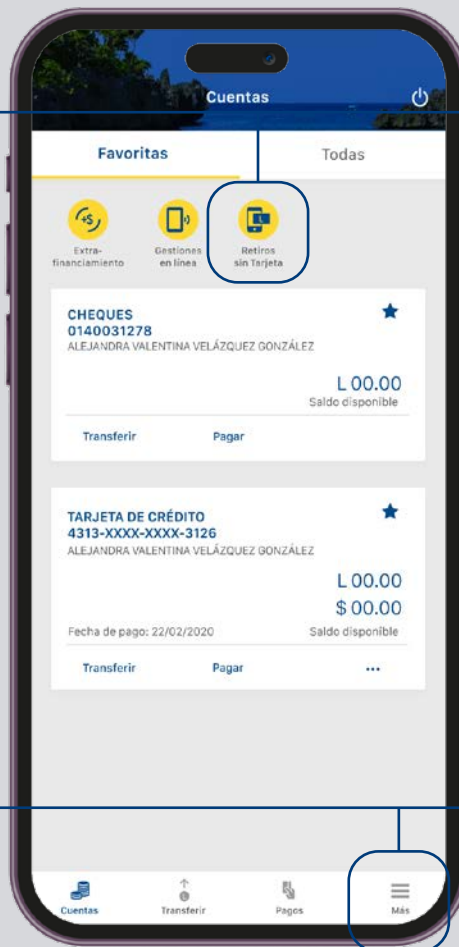 Cuentas
Favoritas
Todas
+$
Extra-
financiamiento
Gestiones
en línea
L
Retiros
sin Tarjeta
CHEQUES
0140031278
ALEJANDRA VALENTINA VELÁZQUEZ GONZÁLEZ
L 00.00
Saldo disponible
Transferir
Pagar
TARJETA DE CRÉDITO
4313-XXXX-XXXX-3126
ALEJANDRA VALENTINA VELÁZQUEZ GONZÁLEZ
L 00.00
$ 00.00
Fecha de pago: 22/02/2020
Saldo disponible
Transferir
Pagar
...
Cuentas
Transferir
Pagos
Más